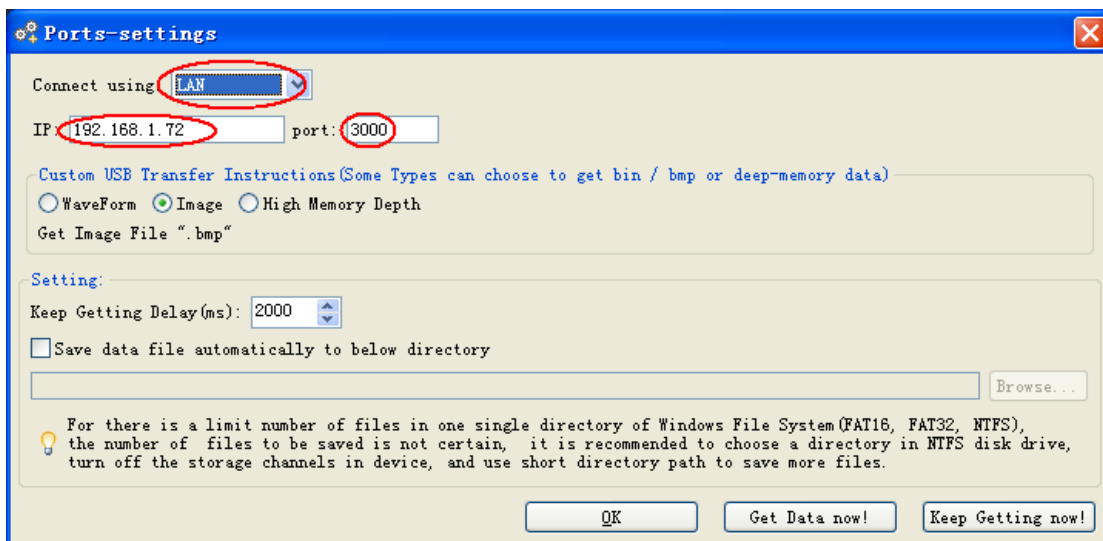 Ports-settings
Connect using LAN
IP: 192.168.1.72 port: 3000
Custom USB Transfer Instructions(Some Types can choose to get bin / bmp or deep-memory data)
WaveForm Image High Memory Depth
Get Image File ".bmp"
Setting:
Keep Getting Delay(ms): 2000
Save data file automatically to below directory
Browse...
For there is a limit number of files in one single directory of Windows File System(FAT16, FAT32, NTFS),
the number of files to be saved is not certain, it is recommended to choose a directory in NTFS disk drive,
turn off the storage channels in device, and use short directory path to save more files.
OK Get Data now! Keep Getting now!